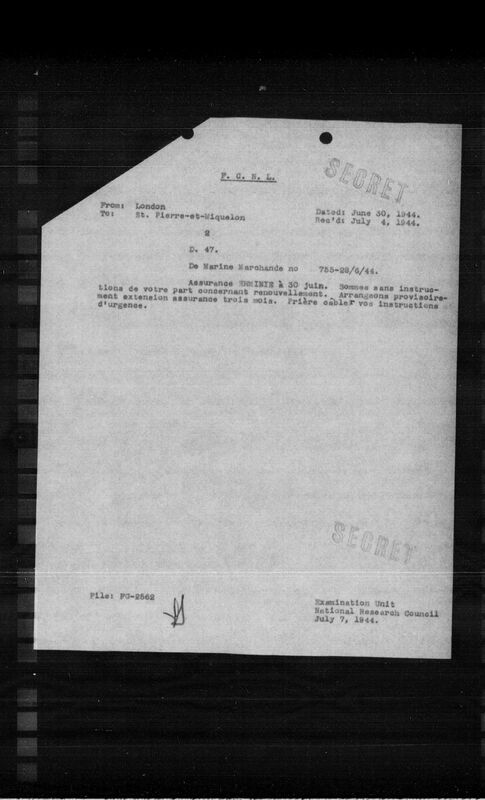 F. C. N. L.
SECRET
From: London
To: St. Pierre-et-Miquelon
Dated: June 30, 1944.
Rec'd: July 4, 1944.
2
D. 47.
De Marine Marchande no 755-28/6/44.
Assurance ERMINIE à 30 juin. Sommes sans instruc-
tions de votre part concernant renouvellement. Arrangeons provisoire-
ment extension assurance trois mois. Prière cabler vos instructions
d'urgence.
SECRET
File: FG-2562
Examination Unit
National Research Council
July 7, 1944.